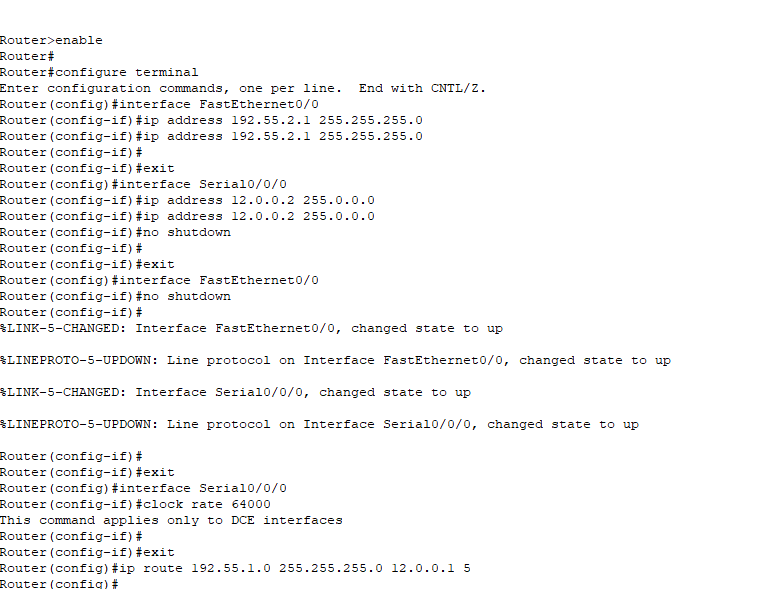 Router>enable
Router#
Router#configure terminal
Enter configuration commands, one per line.  End with CNTL/Z.
Router(config)#interface FastEthernet0/0
Router(config-if)#ip address 192.55.2.1 255.255.255.0
Router(config-if)#ip address 192.55.2.1 255.255.255.0
Router(config-if)#
Router(config-if)#exit
Router(config)#interface Serial0/0/0
Router(config-if)#ip address 12.0.0.2 255.0.0.0
Router(config-if)#ip address 12.0.0.2 255.0.0.0
Router(config-if)#no shutdown
Router(config-if)#
Router(config-if)#exit
Router(config)#interface FastEthernet0/0
Router(config-if)#no shutdown
Router(config-if)#
%LINK-5-CHANGED: Interface FastEthernet0/0, changed state to up
%LINEPROTO-5-UPDOWN: Line protocol on Interface FastEthernet0/0, changed state to up
%LINK-5-CHANGED: Interface Serial0/0/0, changed state to up
%LINEPROTO-5-UPDOWN: Line protocol on Interface Serial0/0/0, changed state to up
Router(config-if)#
Router(config-if)#exit
Router(config)#interface Serial0/0/0
Router(config-if)#clock rate 64000
This command applies only to DCE interfaces
Router(config-if)#
Router(config-if)#exit
Router(config)#ip route 192.55.1.0 255.255.255.0 12.0.0.1 5
Router(config)#